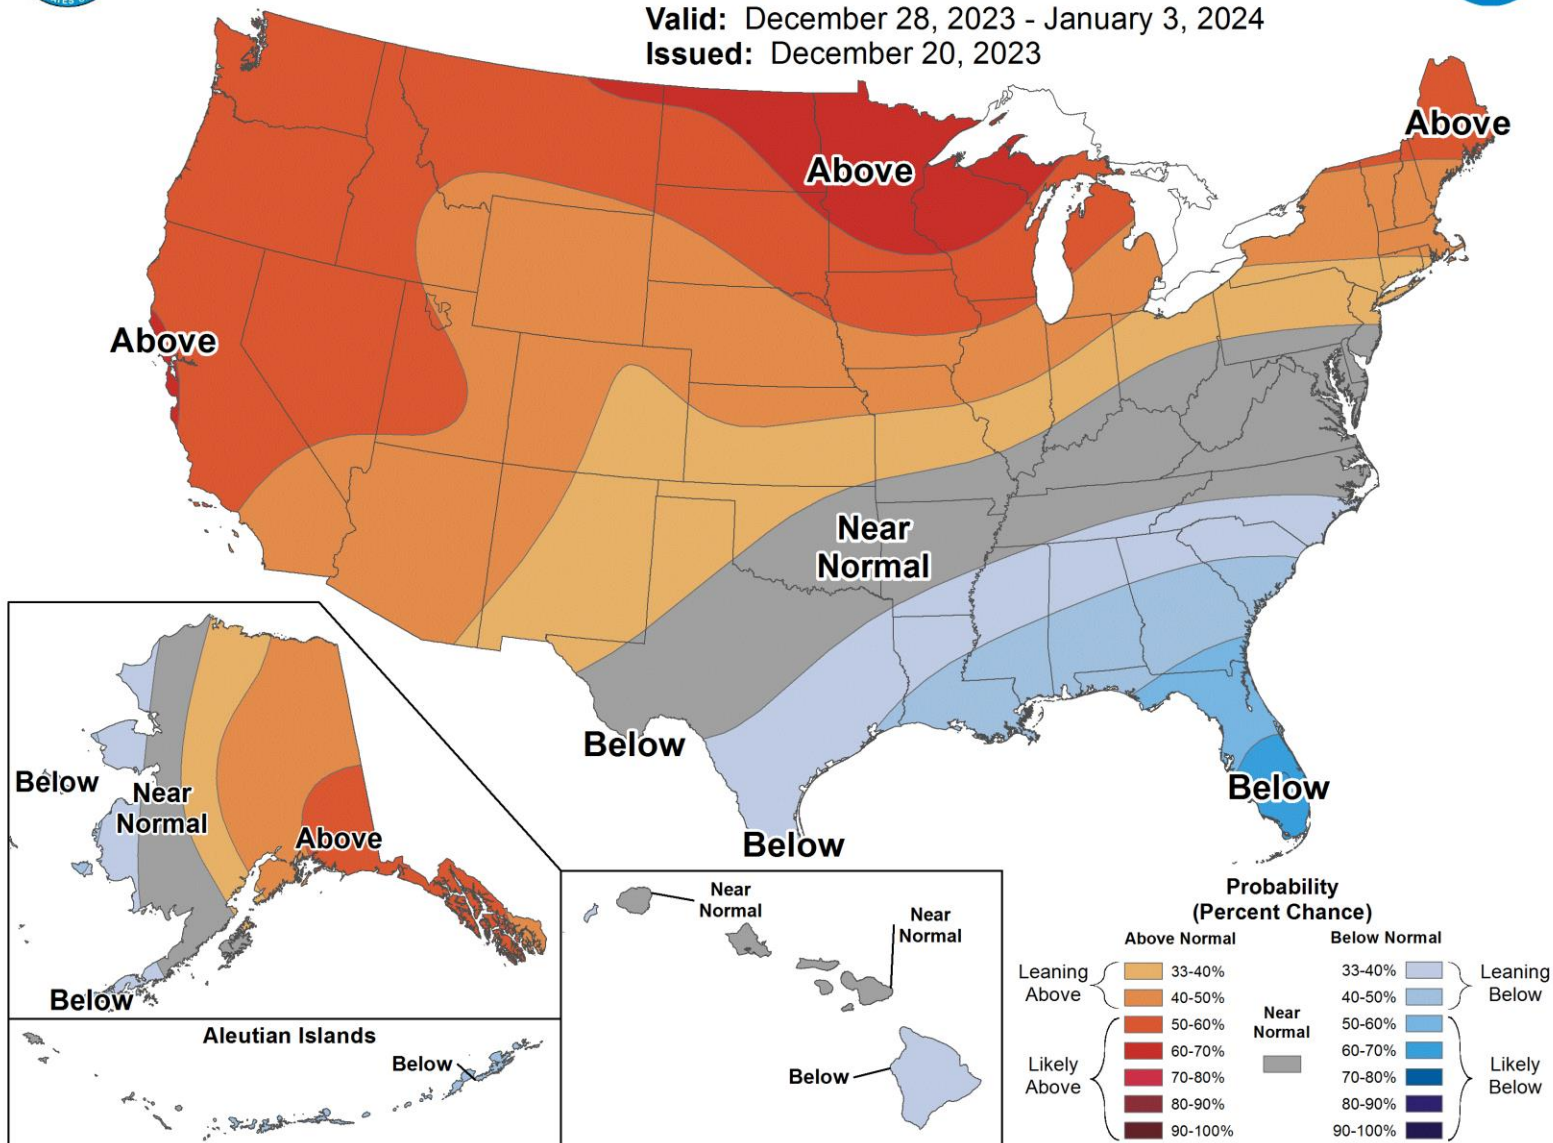 Valid: December 28, 2023 - January 3, 2024
Issued: December 20, 2023
Above
Above
Above
Near
Normal
Below
Below
Below
Below
Near
Normal
Above
Below
Aleutian Islands
Below
Near
Normal
Near
Normal
Below
Probability
(Percent Chance)
Above Normal
Below Normal
Leaning
Above
33-40%
40-50%
Likely
Above
50-60%
60-70%
70-80%
80-90%
90-100%
Near
Normal
33-40%
40-50%
Leaning
Below
50-60%
60-70%
70-80%
80-90%
90-100%
Likely
Below